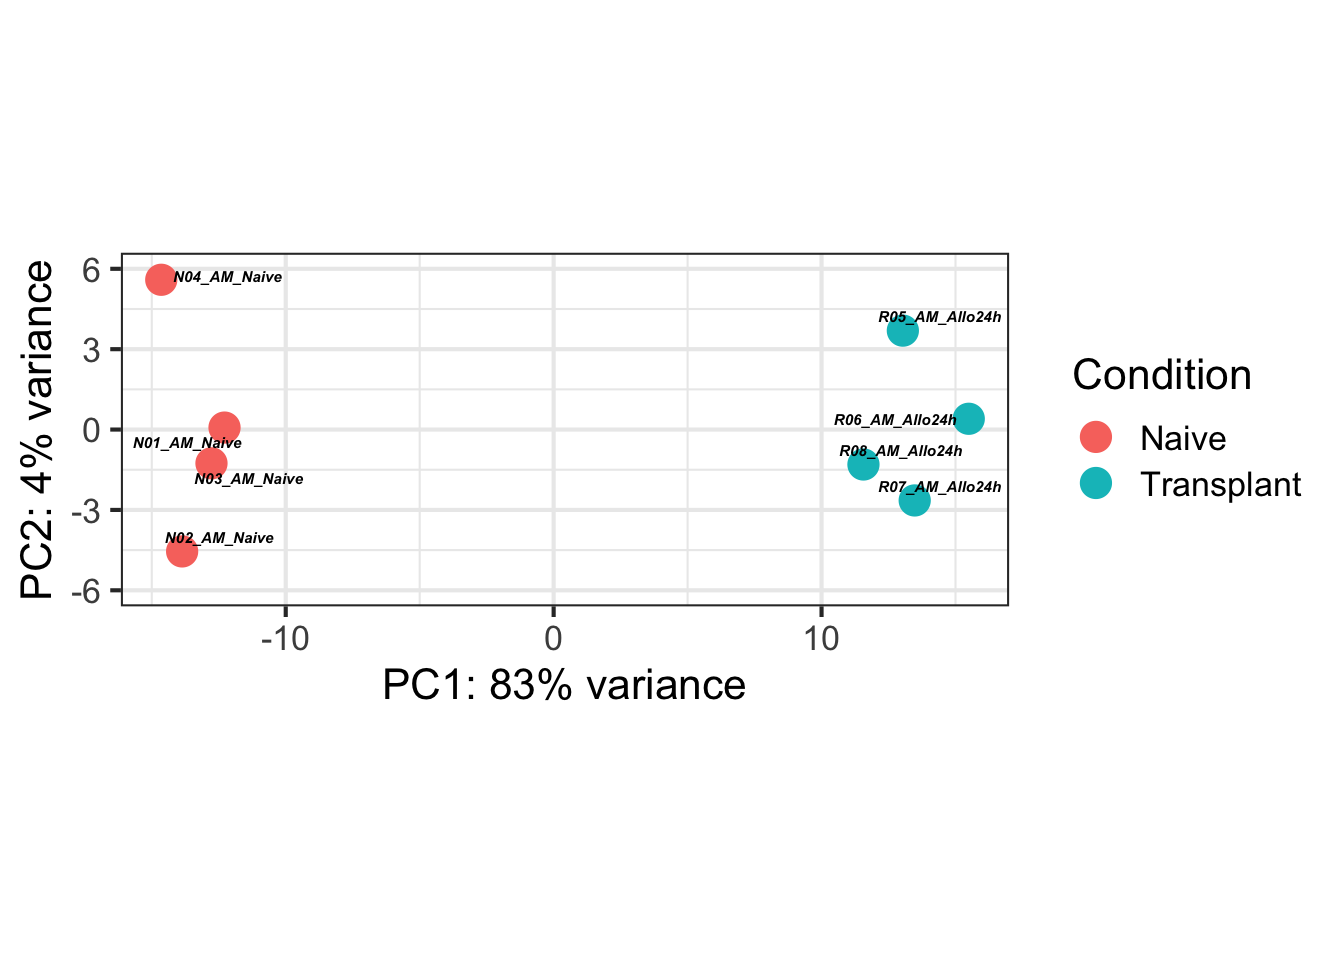 PC2: 4% variance
6
3
0
-3
-6
N04_AM_Naive
R05_AM_Allo24h
R06_AM_Allo24h
N01_AM_Naive
R08_AM_Allo24h
N03_AM_Naive
R07_AM_Allo24h
N02_AM_Naive
-10
0
10
PC1: 83% variance
Condition
Naive
Transplant